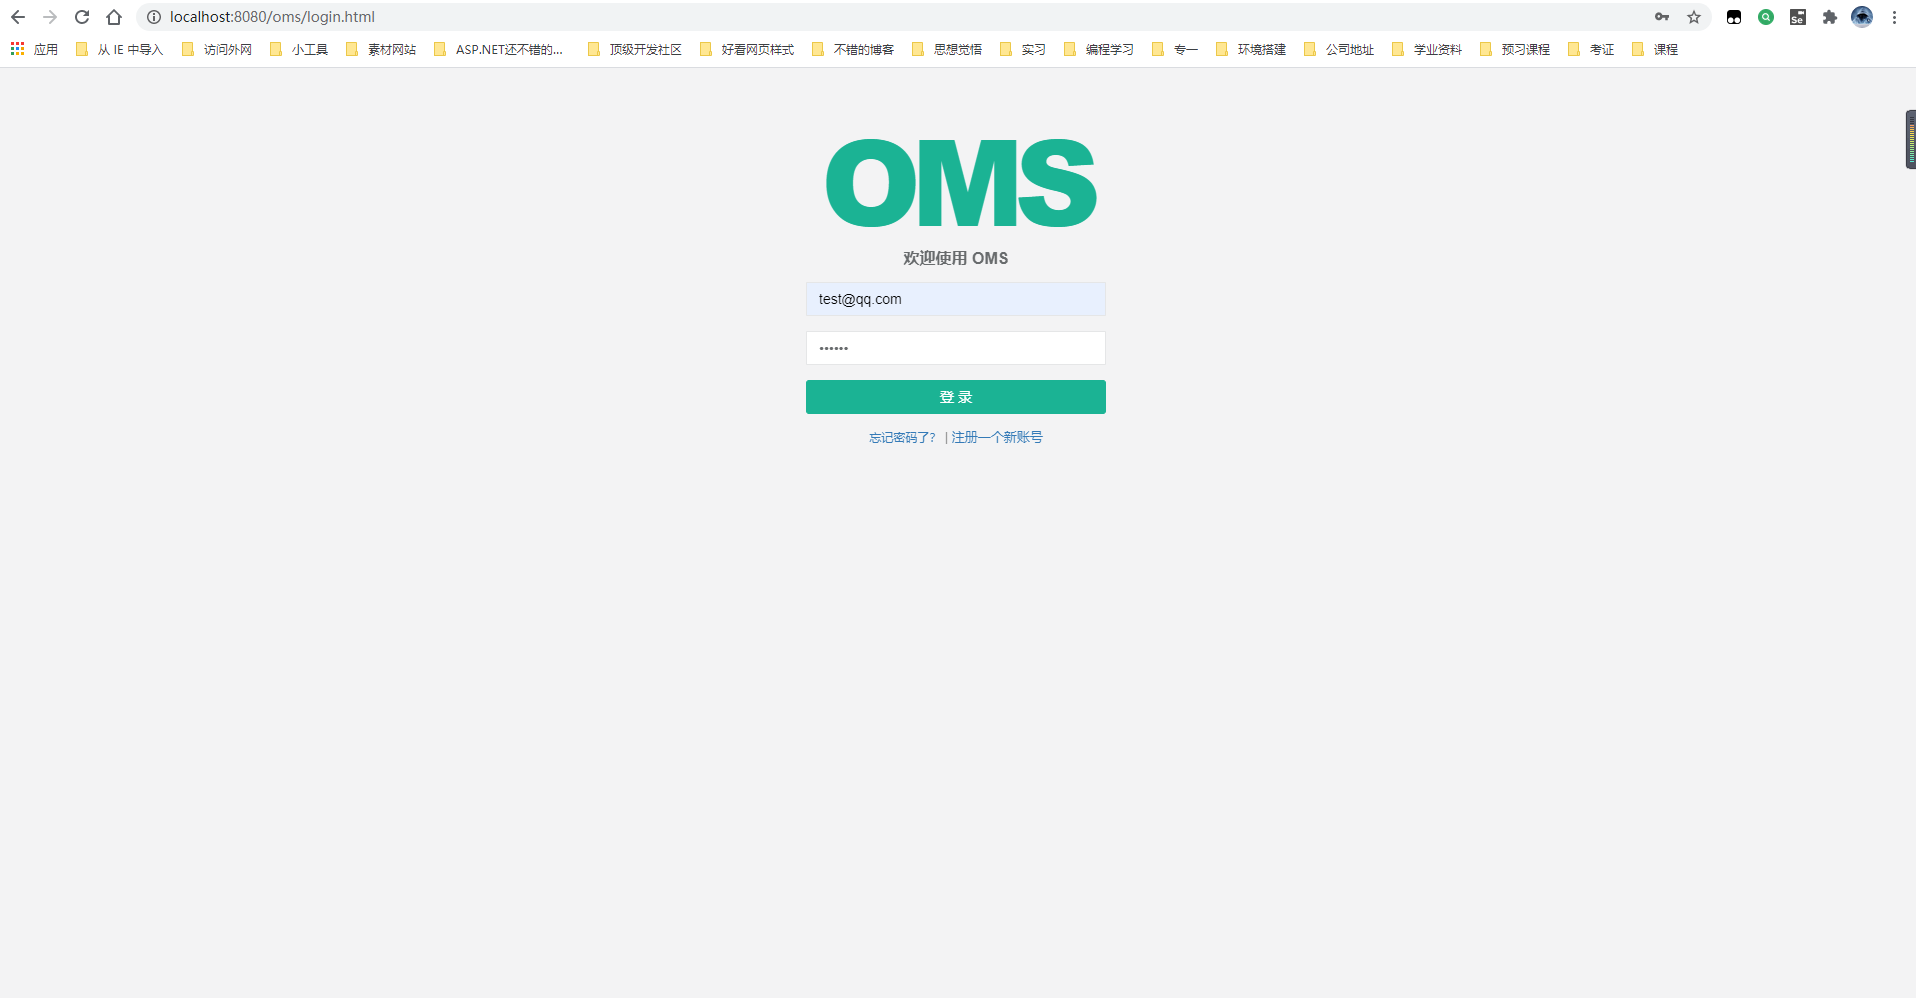 localhost:8080/oms/login.html
Se
应用 从 IE 中导入 访问外网 小工具 素材网站 ASP.NET还不错的... 顶级开发社区 好看网页样式 不错的博客 思想觉悟 实习 编程学习 专一 环境搭建 公司地址 学业资料 预习课程 考证 课程
OMS
欢迎使用 OMS
test@qq.com
••••••
登 录
忘记密码了? | 注册一个新账号